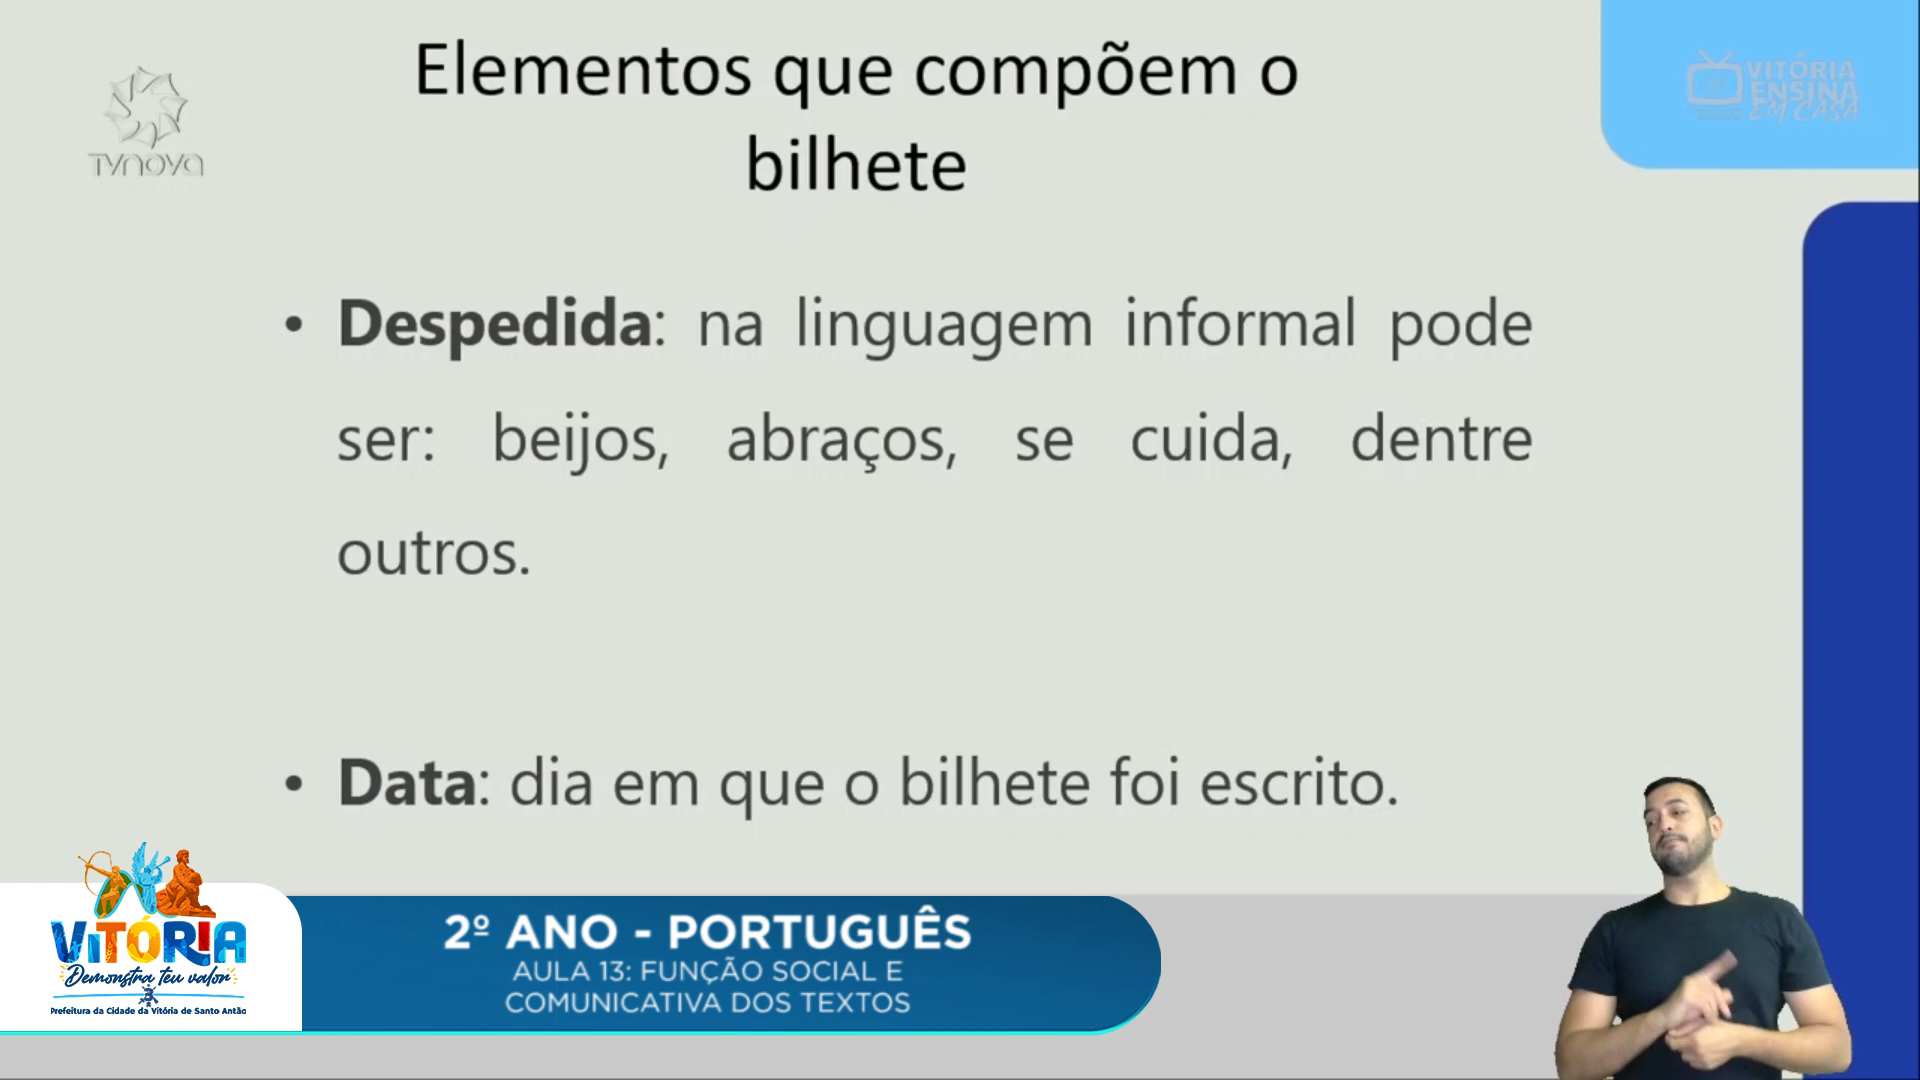 Elementos que compõem o
bilhete
TVNOVA
VITÓRIA
ENSINA
EM CASA
• Despedida: na linguagem informal pode
ser: beijos, abraços, se cuida, dentre
outros.
• Data: dia em que o bilhete foi escrito.
VITÓRIA
Demonstra teu valor
Prefeitura da Cidade da Vitória de Santo Antão
2º ANO - PORTUGUÊS
AULA 13: FUNÇÃO SOCIAL E
COMUNICATIVA DOS TEXTOS